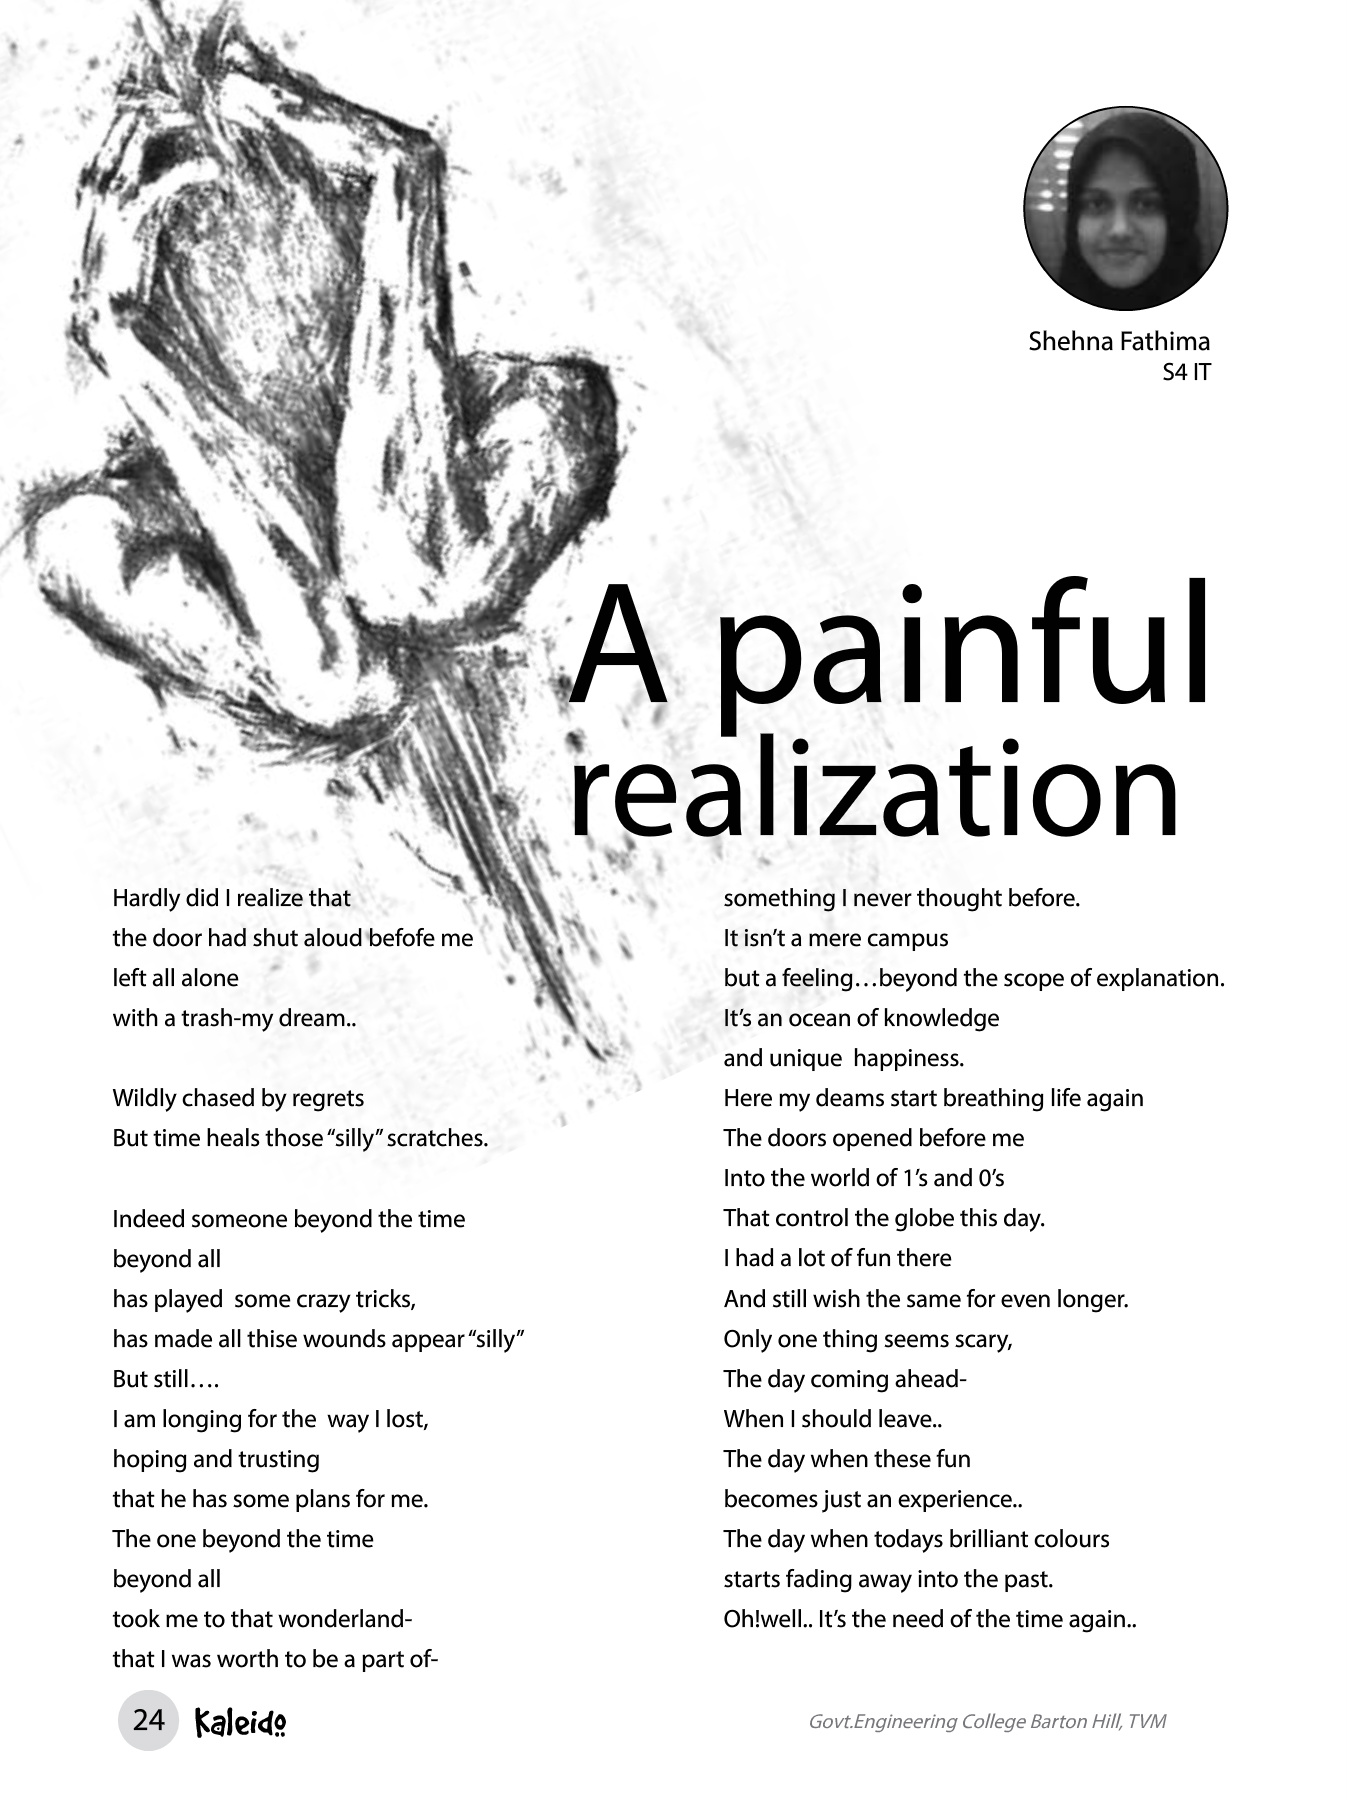 Shehna Fathima
S4 IT
A painful
realization
Hardly did I realize that
the door had shut aloud befofe me
left all alone
with a trash-my dream..
Wildly chased by regrets
But time heals those “silly” scratches.
Indeed someone beyond the time
beyond all
has played  some crazy tricks,
has made all thise wounds appear “silly”
But still….
I am longing for the  way I lost,
hoping and trusting
that he has some plans for me.
The one beyond the time
beyond all
took me to that wonderland-
that I was worth to be a part of-
something I never thought before.
It isn’t a mere campus
but a feeling…beyond the scope of explanation.
It’s an ocean of knowledge
and unique  happiness.
Here my deams start breathing life again
The doors opened before me
Into the world of 1’s and 0’s
That control the globe this day.
I had a lot of fun there
And still wish the same for even longer.
Only one thing seems scary,
The day coming ahead-
When I should leave..
The day when these fun
becomes just an experience..
The day when todays brilliant colours
starts fading away into the past.
Oh!well.. It’s the need of the time again..
24 Kaleido
Govt.Engineering College Barton Hill, TVM